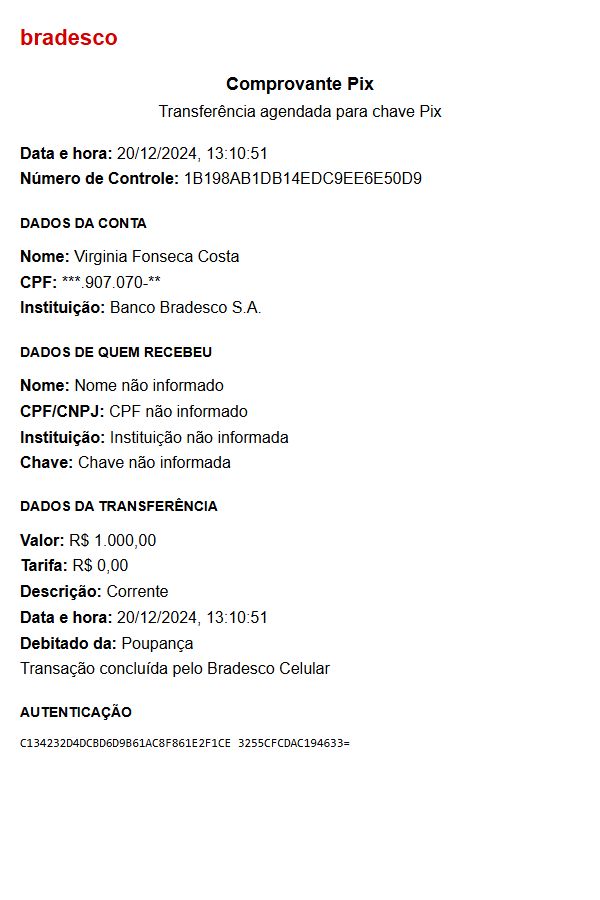 bradesco
Comprovante Pix
Transferência agendada para chave Pix
Data e hora: 20/12/2024, 13:10:51
Número de Controle: 1B198AB1DB14EDC9EE6E50D9
DADOS DA CONTA
Nome: Virginia Fonseca Costa
CPF: ***.907.070-**
Instituição: Banco Bradesco S.A.
DADOS DE QUEM RECEBEU
Nome: Nome não informado
CPF/CNPJ: CPF não informado
Instituição: Instituição não informada
Chave: Chave não informada
DADOS DA TRANSFERÊNCIA
Valor: R$ 1.000,00
Tarifa: R$ 0,00
Descrição: Corrente
Data e hora: 20/12/2024, 13:10:51
Debitado da: Poupança
Transação concluída pelo Bradesco Celular
AUTENTICAÇÃO
C134232D4DCBD6D9B61AC8F861E2F1CE 3255CFCDAC194633=